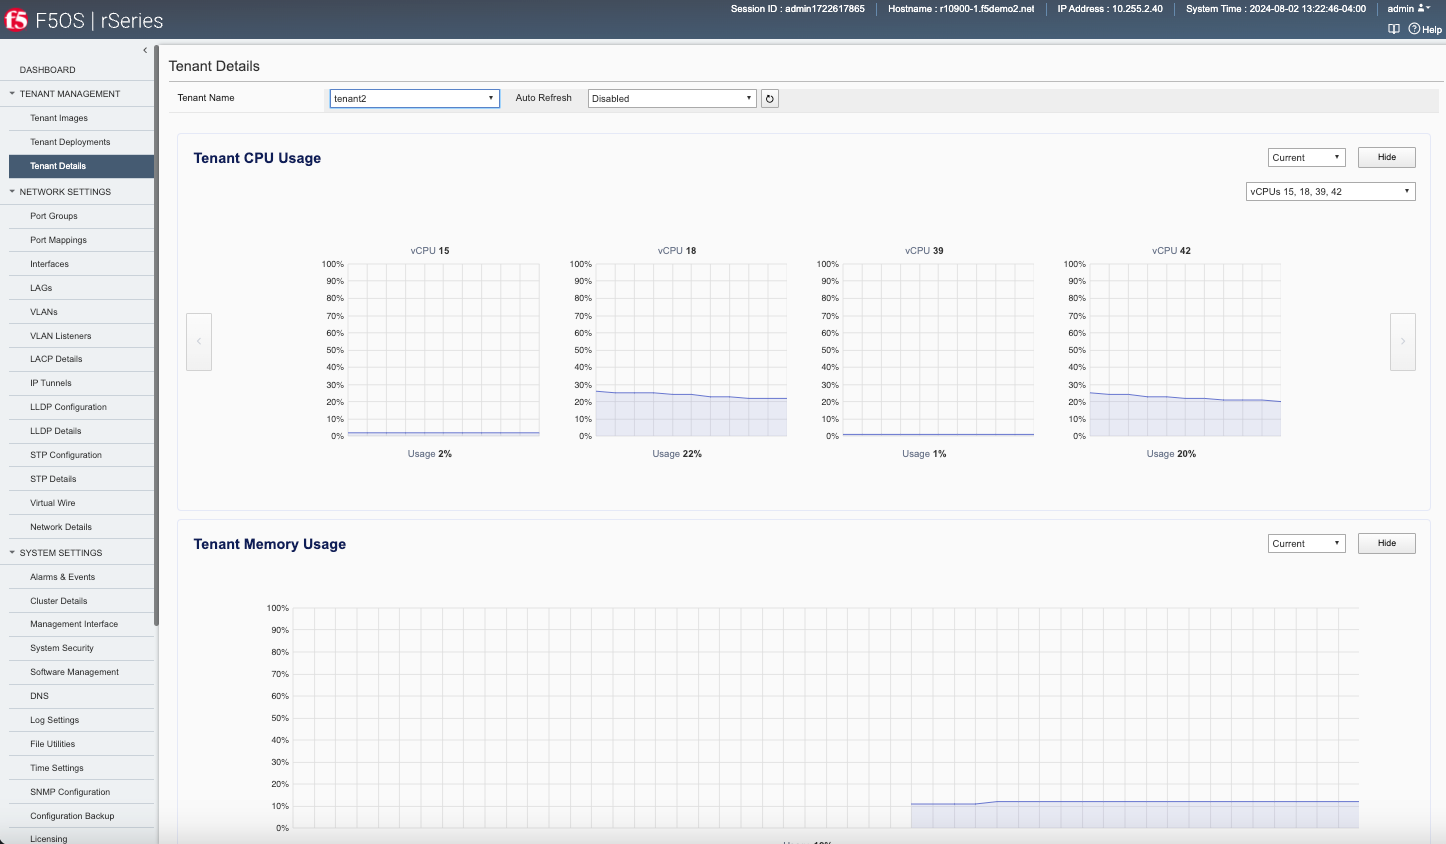 f5 F5OS | rSeries
Session ID : admin1722617865
Hostname : r10900-1.f5demo2.net
IP Address : 10.255.2.40
System Time : 2024-08-02 13:22:46-04:00
admin
Help
DASHBOARD
TENANT MANAGEMENT
Tenant Images
Tenant Deployments
Tenant Details
NETWORK SETTINGS
Port Groups
Port Mappings
Interfaces
LAGs
VLANs
VLAN Listeners
LACP Details
IP Tunnels
LLDP Configuration
LLDP Details
STP Configuration
STP Details
Virtual Wire
Network Details
SYSTEM SETTINGS
Alarms & Events
Cluster Details
Management Interface
System Security
Software Management
DNS
Log Settings
File Utilities
Time Settings
SNMP Configuration
Configuration Backup
Licensing
Tenant Details
Tenant Name tenant2 Auto Refresh Disabled
Tenant CPU Usage
Current Hide
vCPUs 15, 18, 39, 42
vCPU 15
100%
90%
80%
70%
60%
50%
40%
30%
20%
10%
0%
Usage 2%
vCPU 18
100%
90%
80%
70%
60%
50%
40%
30%
20%
10%
0%
Usage 22%
vCPU 39
100%
90%
80%
70%
60%
50%
40%
30%
20%
10%
0%
Usage 1%
vCPU 42
100%
90%
80%
70%
60%
50%
40%
30%
20%
10%
0%
Usage 20%
Tenant Memory Usage
Current Hide
100%
90%
80%
70%
60%
50%
40%
30%
20%
10%
0%